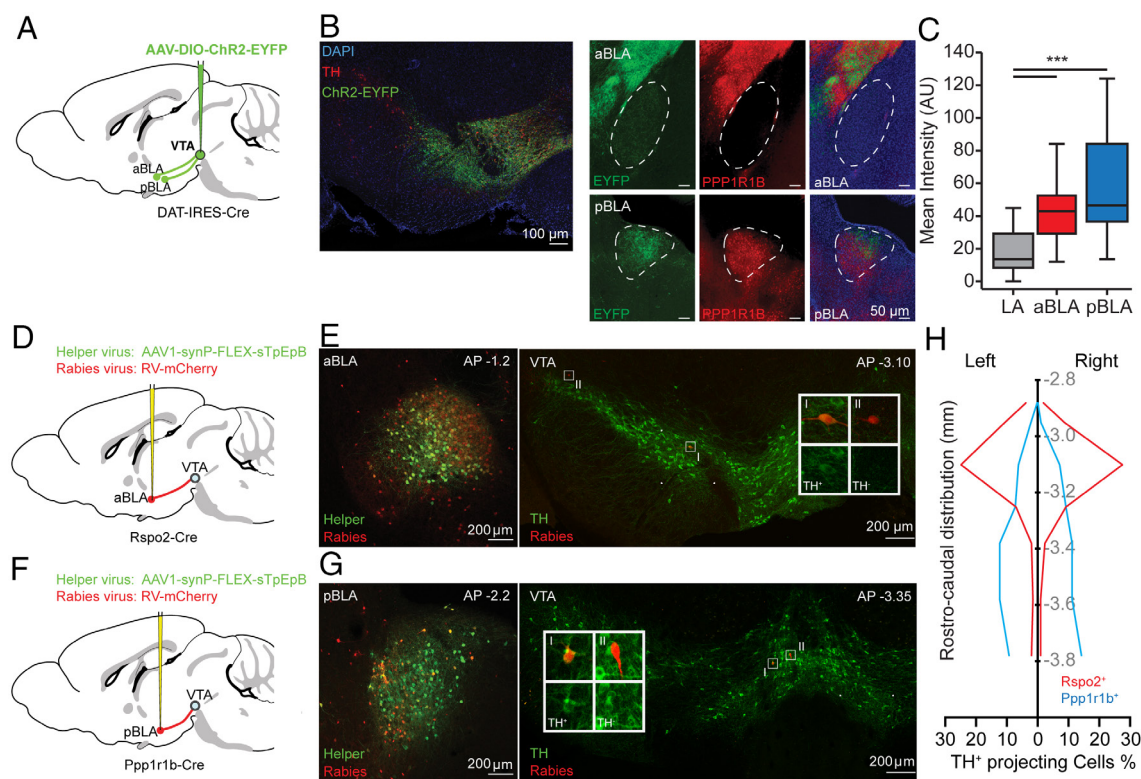 A
AAV-DIO-ChR2-EYFP
VTA
aBLA
pBLA
DAT-IRES-Cre
B
DAPI
TH
ChR2-EYFP
100 µm
aBLA
EYFP
PPP1R1B
aBLA
pBLA
EYFP
PPP1R1B
pBLA
50 µm
C
Mean Intensity (AU)
140
120
100
80
60
40
20
0
***
LA aBLA pBLA
D
Helper virus: AAV1-synP-FLEX-sTpEpB
Rabies virus: RV-mCherry
VTA
aBLA
Rspo2-Cre
E
aBLA
AP -1.2
Helper
Rabies
200 µm
VTA
AP -3.10
II
I
I
II
TH⁺
TH⁻
TH
Rabies
200 µm
F
Helper virus: AAV1-synP-FLEX-sTpEpB
Rabies virus: RV-mCherry
VTA
pBLA
Ppp1r1b-Cre
G
pBLA
AP -2.2
Helper
Rabies
200 µm
VTA
AP -3.35
I
II
TH⁺
TH
II
I
TH
Rabies
200 µm
H
Left
Right
Rostro-caudal distribution (mm)
-2.8
-3.0
-3.2
-3.4
-3.6
-3.8
Rspo2⁺
Ppp1r1b⁺
30 20 10 0 10 20 30
TH⁺ projecting Cells %